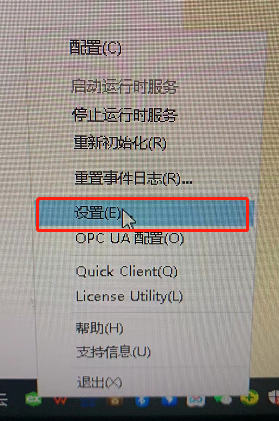 配置(C)
启动运行时服务
停止运行时服务
重新初始化(R)
重置事件日志(R)...
设置(E)
OPC UA 配置(O)
Quick Client(Q)
License Utility(L)
帮助(H)
支持信息(U)
退出(X)
云